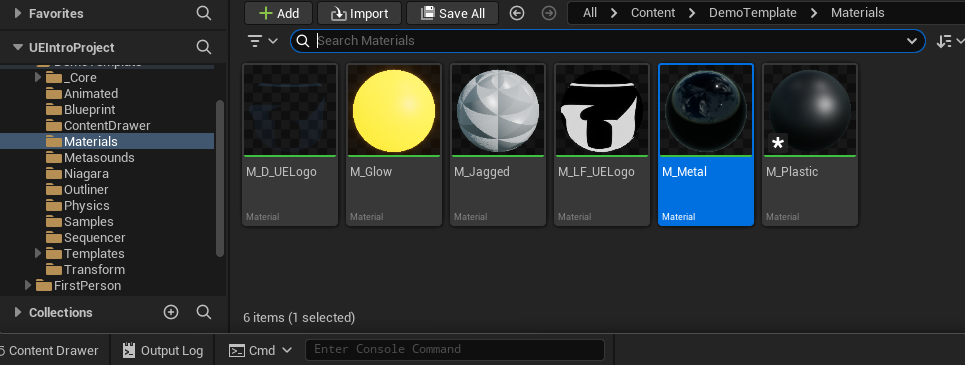 Favorites
UEIntroProject
DemoTemplate
_Core
Animated
Blueprint
ContentDrawer
Materials
Metasounds
Niagara
Outliner
Physics
Samples
Sequencer
Templates
Transform
FirstPerson
Collections
Add Import Save All All Content DemoTemplate Materials
Search Materials
M_D_UELogo M_Glow M_Jagged M_LF_UELogo M_Metal M_Plastic
Material Material Material Material Material Material
6 items (1 selected)
Content Drawer Output Log Cmd Enter Console Command